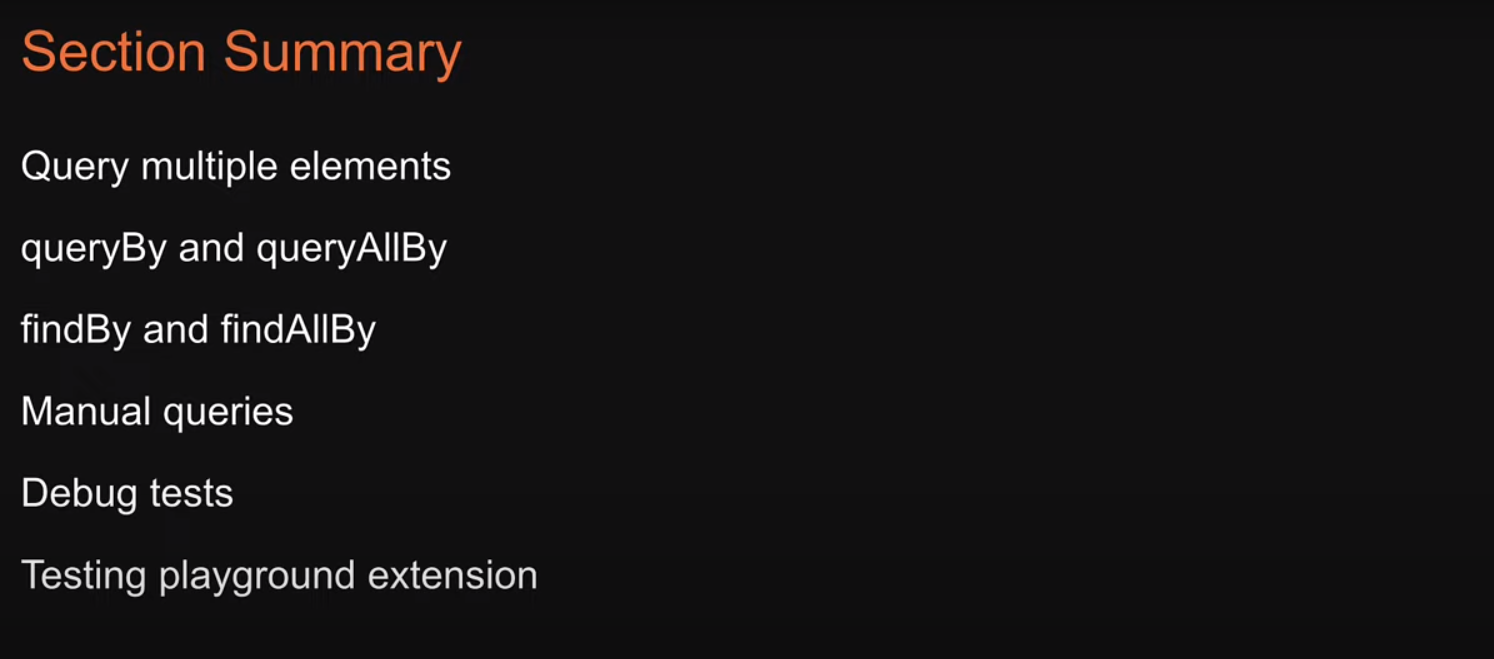 Section Summary
Query multiple elements
queryBy and queryAllBy
findBy and findAllBy
Manual queries
Debug tests
Testing playground extension